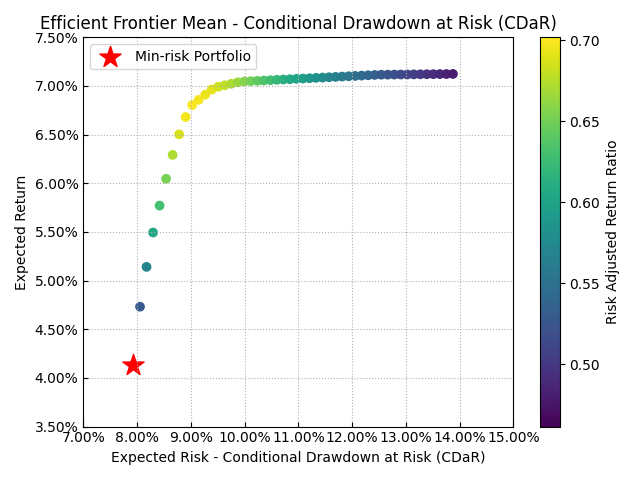 Efficient Frontier Mean - Conditional Drawdown at Risk (CDaR)
Min-risk Portfolio
Expected Return
7.50%
7.00%
6.50%
6.00%
5.50%
5.00%
4.50%
4.00%
3.50%
7.00% 8.00% 9.00% 10.00% 11.00% 12.00% 13.00% 14.00% 15.00%
Expected Risk - Conditional Drawdown at Risk (CDaR)
0.70
0.65
0.60
0.55
0.50
Risk Adjusted Return Ratio